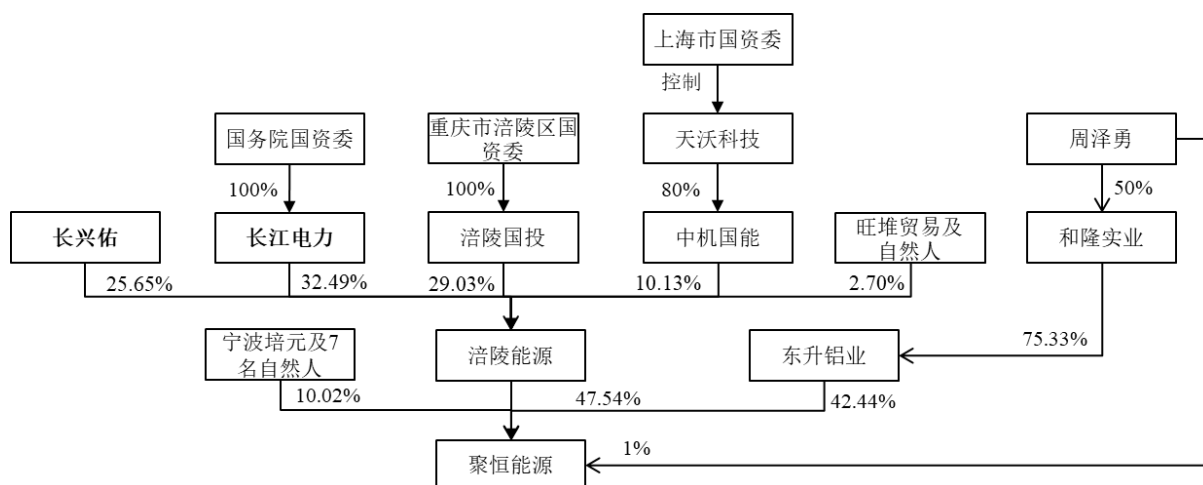 上海市国资委
控制
国务院国资委
重庆市涪陵区国
资委
天沃科技
周泽勇
100%
100%
80%
50%
长兴佑
长江电力
涪陵国投
中机国能
旺堆贸易及
自然人
和隆实业
25.65%
32.49%
29.03%
10.13%
2.70%
75.33%
宁波培元及7
名自然人
涪陵能源
东升铝业
10.02%
47.54%
42.44%
1%
聚恒能源